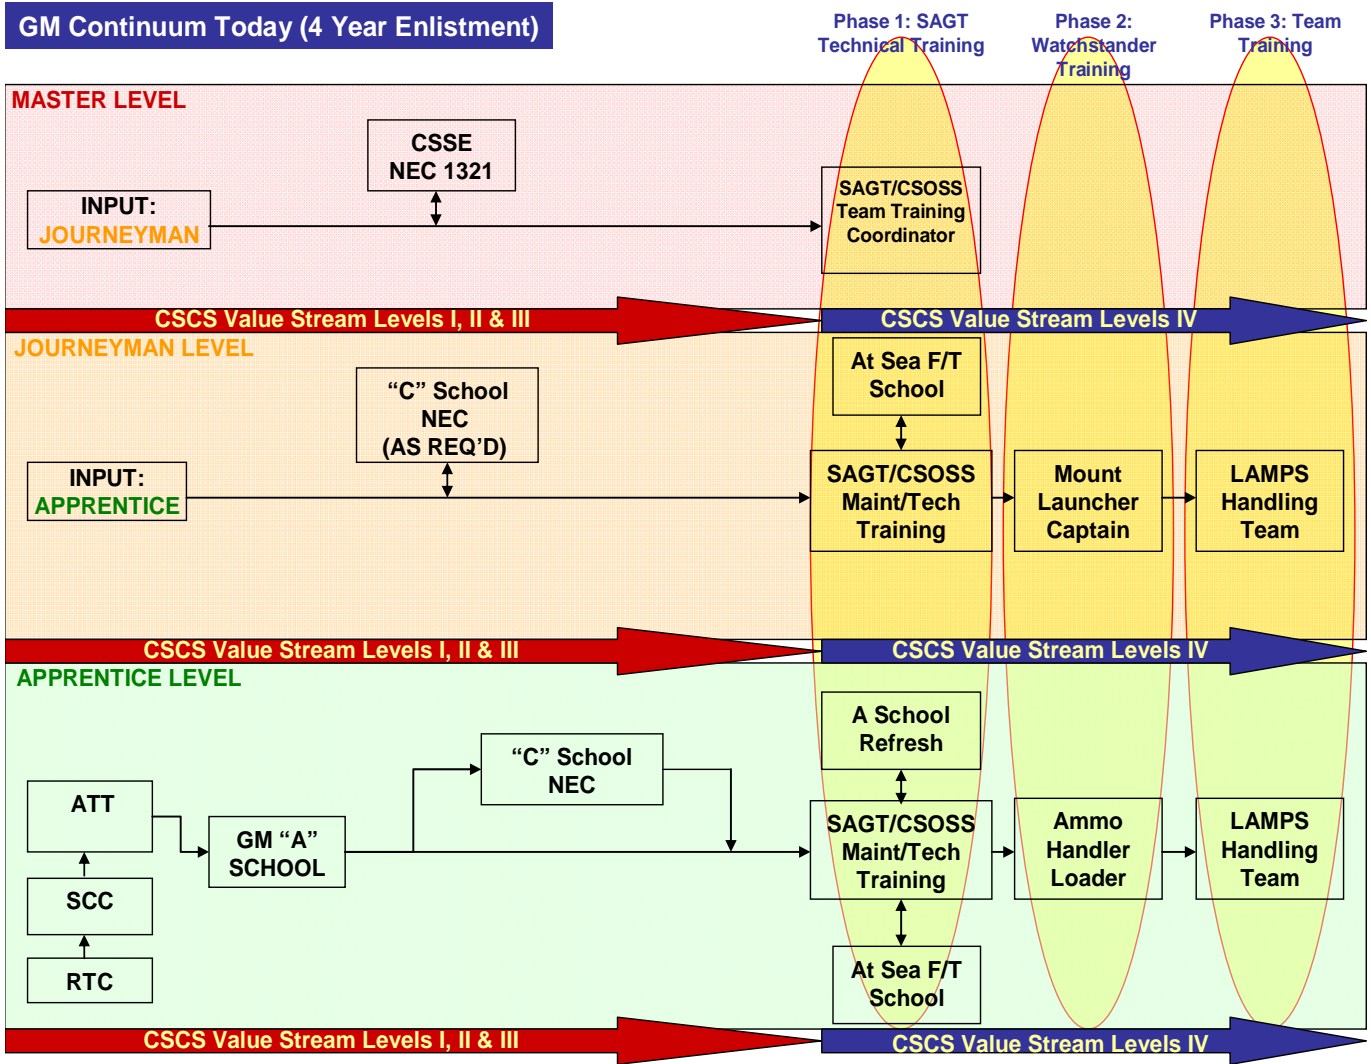 GM Continuum Today (4 Year Enlistment)
Phase 1: SAGT
Technical Training
Phase 2:
Watchstander
Training
Phase 3: Team
Training
MASTER LEVEL
CSSE
NEC 1321
INPUT:
JOURNEYMAN
SAGT/CSOSS
Team Training
Coordinator
CSCS Value Stream Levels I, II & III
CSCS Value Stream Levels IV
JOURNEYMAN LEVEL
At Sea F/T
School
“C” School
NEC
(AS REQ’D)
INPUT:
APPRENTICE
SAGT/CSOSS
Maint/Tech
Training
Mount
Launcher
Captain
LAMPS
Handling
Team
CSCS Value Stream Levels I, II & III
CSCS Value Stream Levels IV
APPRENTICE LEVEL
A School
Refresh
“C” School
NEC
ATT
GM “A”
SCHOOL
SAGT/CSOSS
Maint/Tech
Training
Ammo
Handler
Loader
LAMPS
Handling
Team
SCC
RTC
At Sea F/T
School
CSCS Value Stream Levels I, II & III
CSCS Value Stream Levels IV